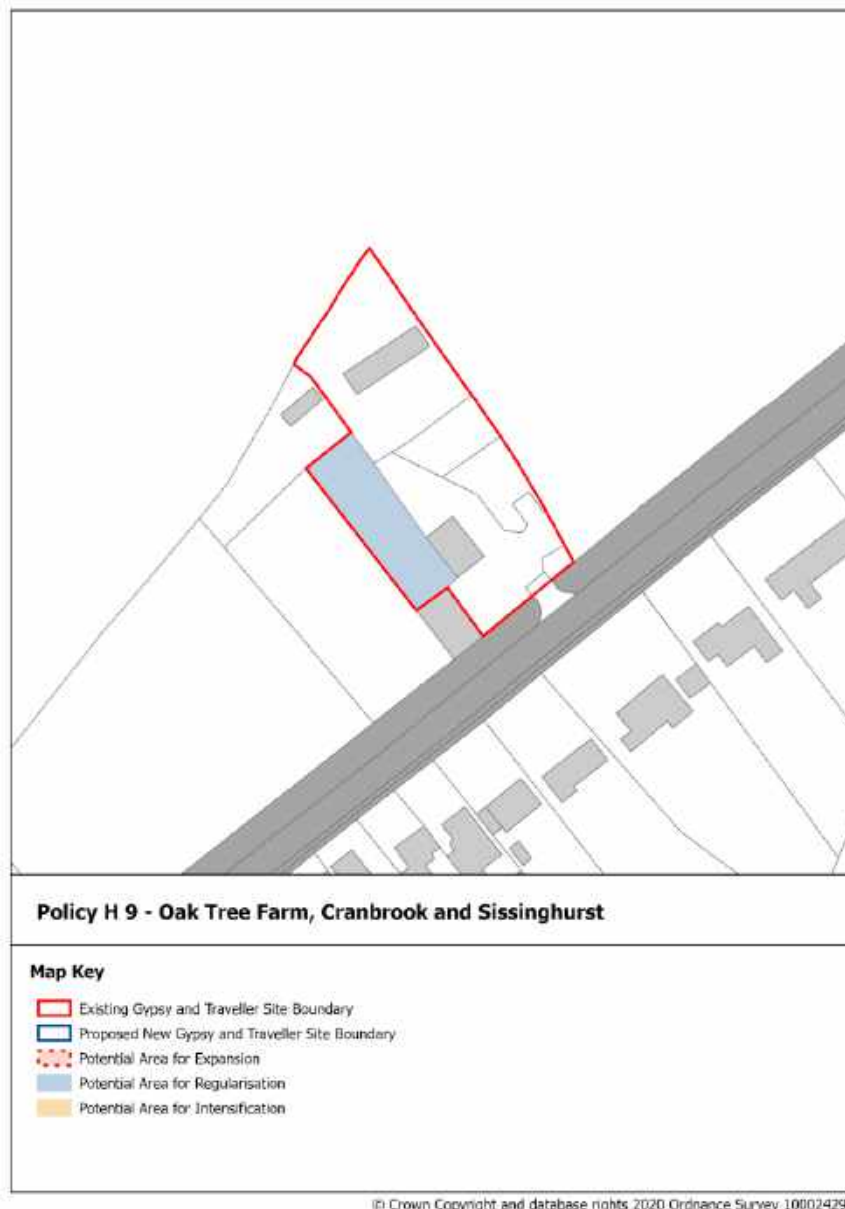 Policy H 9 - Oak Tree Farm, Cranbrook and Sissinghurst
Map Key
Existing Gypsy and Traveller Site Boundary
Proposed New Gypsy and Traveller Site Boundary
Potential Area for Expansion
Potential Area for Regularisation
Potential Area for Intensification
© Crown Copyright and database rights 2020 Ordnance Survey 10002429